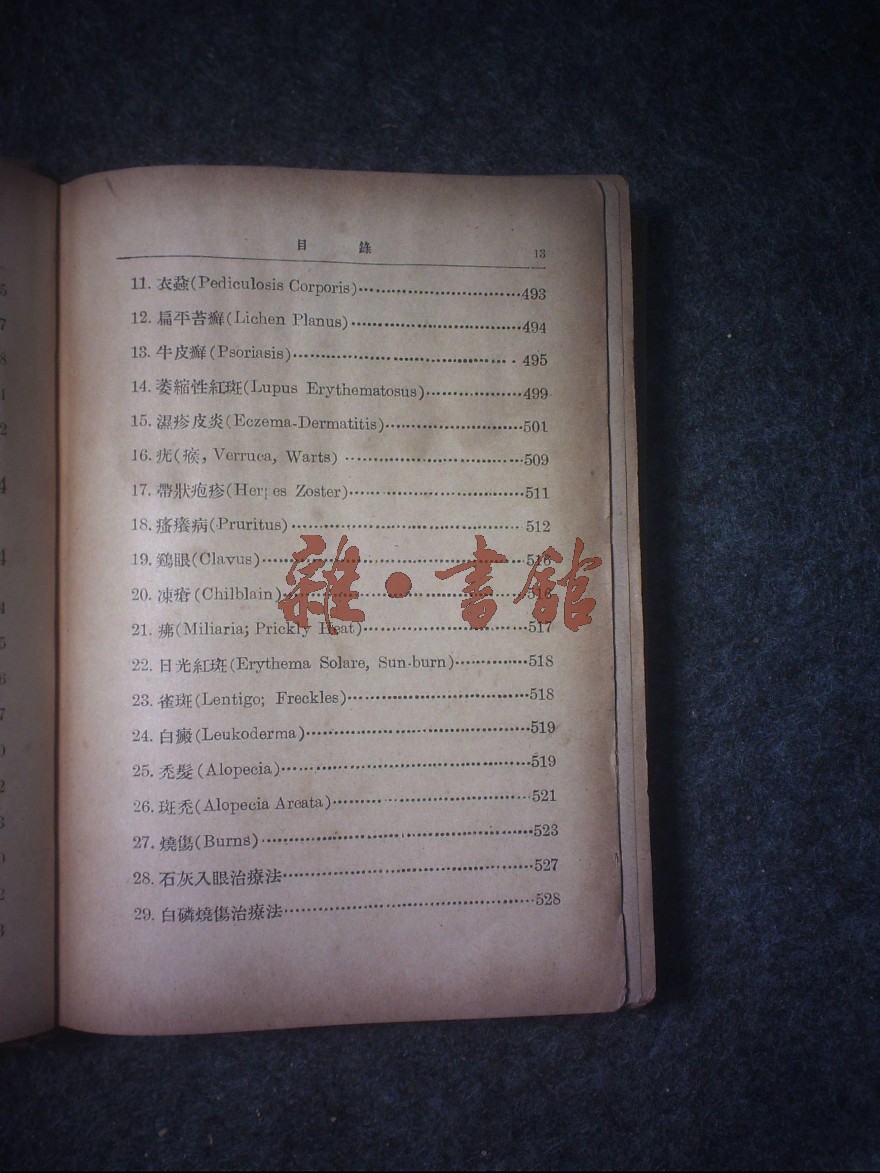 目 錄 13
11. 衣蝨(Pediculosis Corporis)·····493
12. 扁平苔癬(Lichen Planus)·····494
13. 牛皮癬(Psoriasis)·····495
14. 萎縮性紅斑(Lupus Erythematosus)·····499
15. 濕疹皮炎(Eczema-Dermatitis)·····501
16. 疣(瘊, Verruca, Warts)·····509
17. 帶狀疱疹(Herpes Zoster)·····511
18. 瘙癢病(Pruritus)·····512
19. 鷄眼(Clavus)·····516
20. 凍瘡(Chilblain)·····516
21. 疿(Miliaria; Prickly Heat)·····517
22. 日光紅斑(Erythema Solare, Sun-burn)·····518
23. 雀斑(Lentigo; Freckles)·····518
24. 白癜(Leukoderma)·····519
25. 禿髮(Alopecia)·····519
26. 斑禿(Alopecia Areata)·····521
27. 燒傷(Burns)·····523
28. 石灰入眼治療法·····527
29. 白磷燒傷治療法·····528
雜·書館